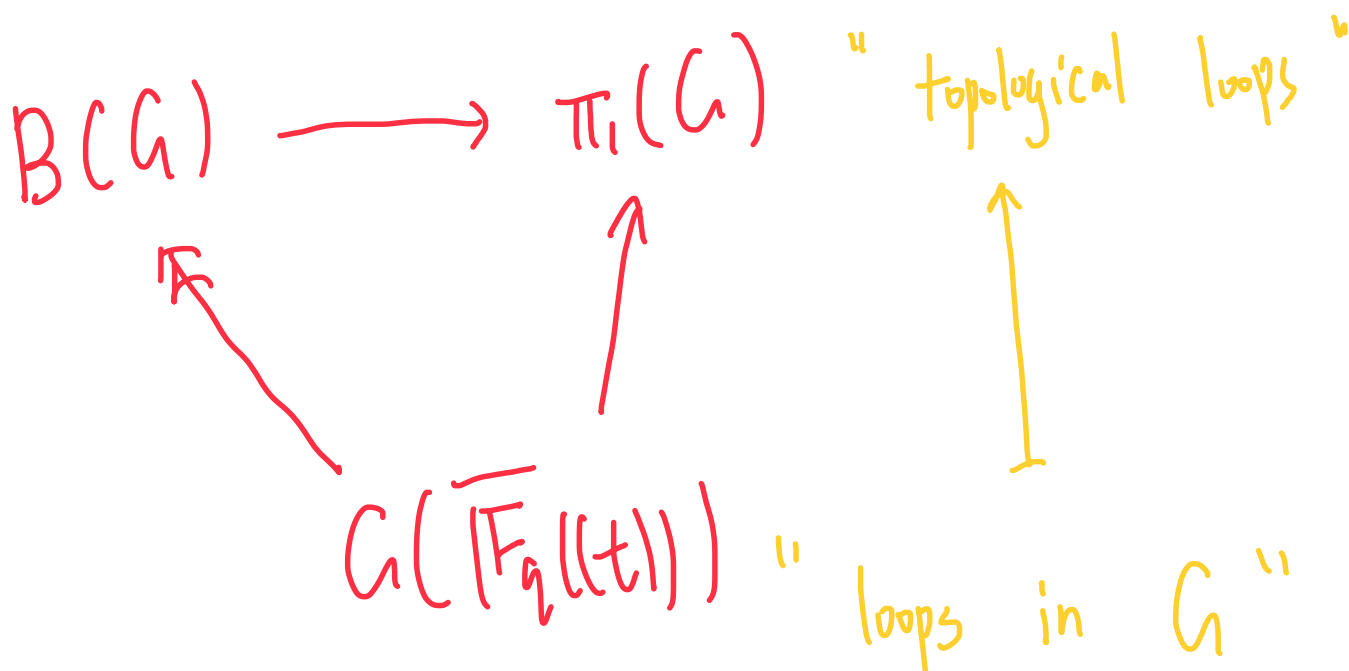 B(G) → π₁(G) “ topological loops ”
G(F̅_q((t))) “ loops in G ”